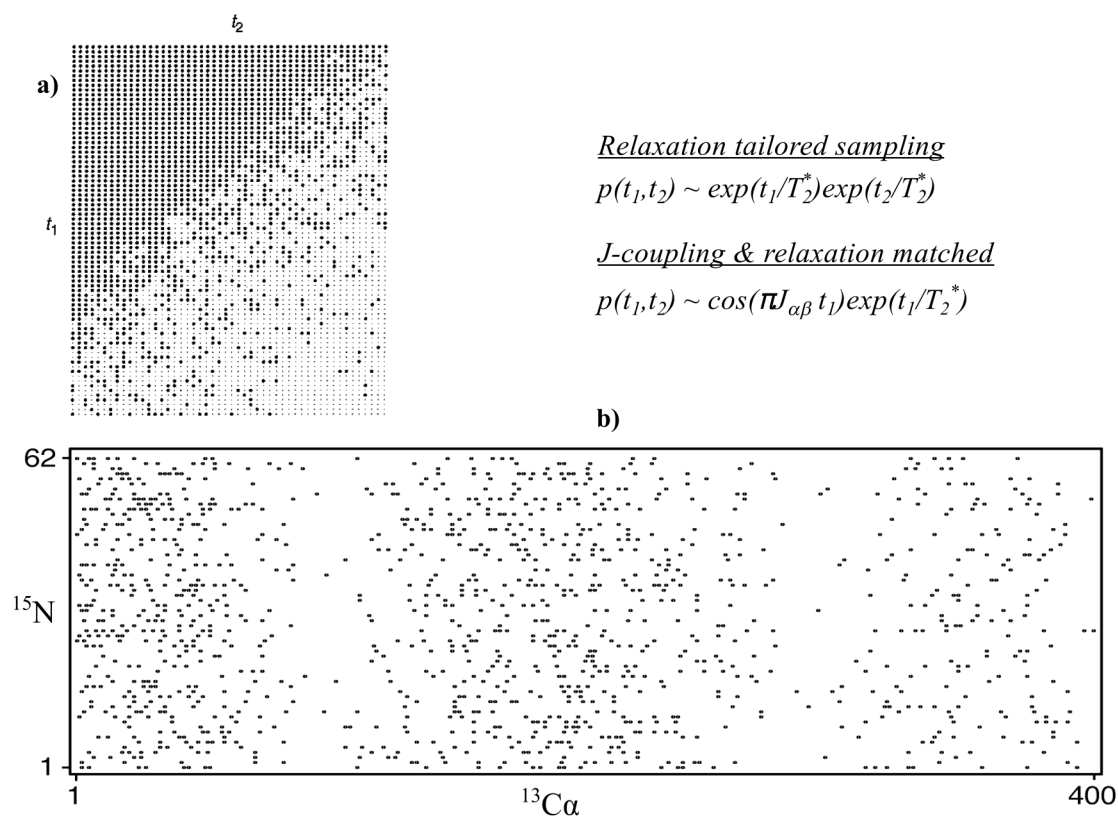 t₂
a)
t₁
Relaxation tailored sampling
p(t₁,t₂) ~ exp(t₁/T₂*)exp(t₂/T₂*)
J-coupling & relaxation matched
p(t₁,t₂) ~ cos(πJαβ t₁)exp(t₁/T₂*)
b)
62
¹⁵N
1
1
¹³Cα
400